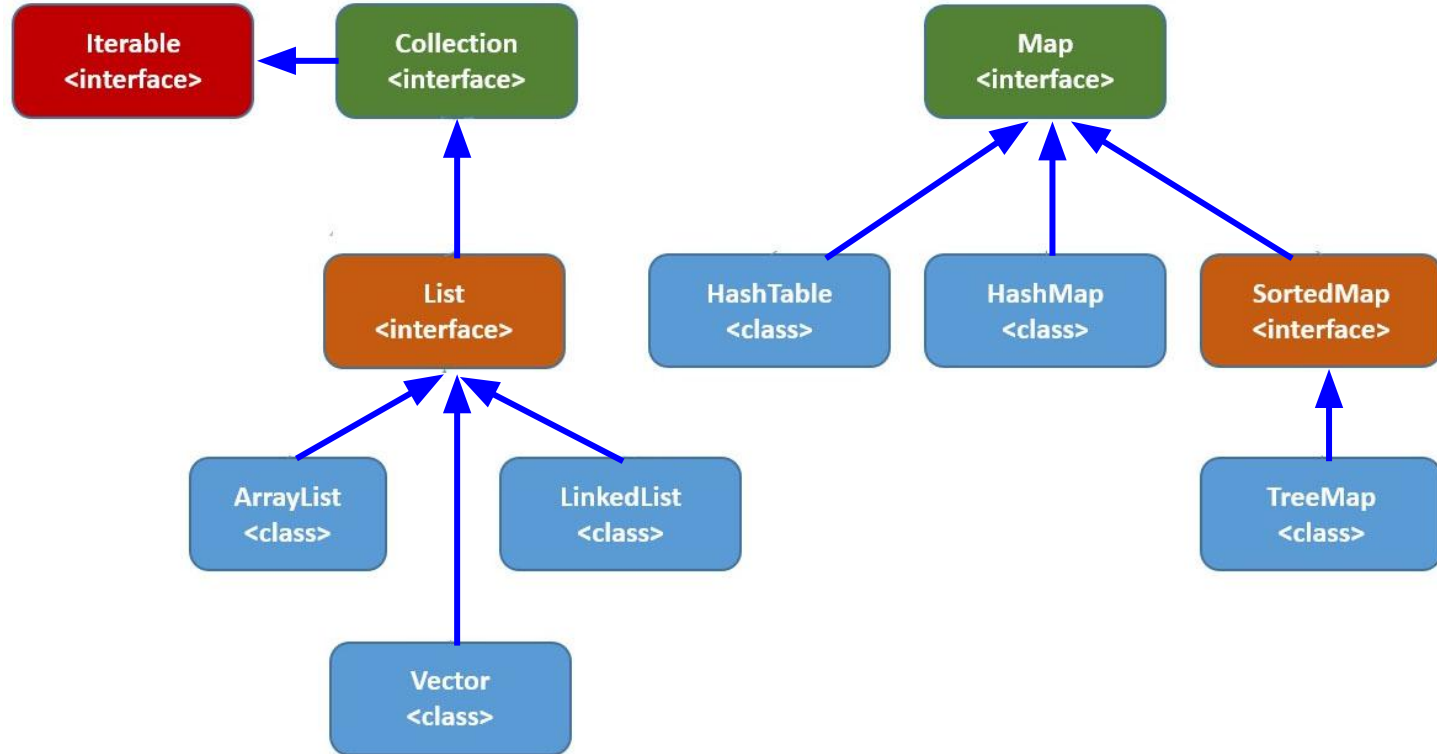 Iterable
<interface>
Collection
<interface>
Map
<interface>
List
<interface>
HashTable
<class>
HashMap
<class>
SortedMap
<interface>
ArrayList
<class>
LinkedList
<class>
TreeMap
<class>
Vector
<class>